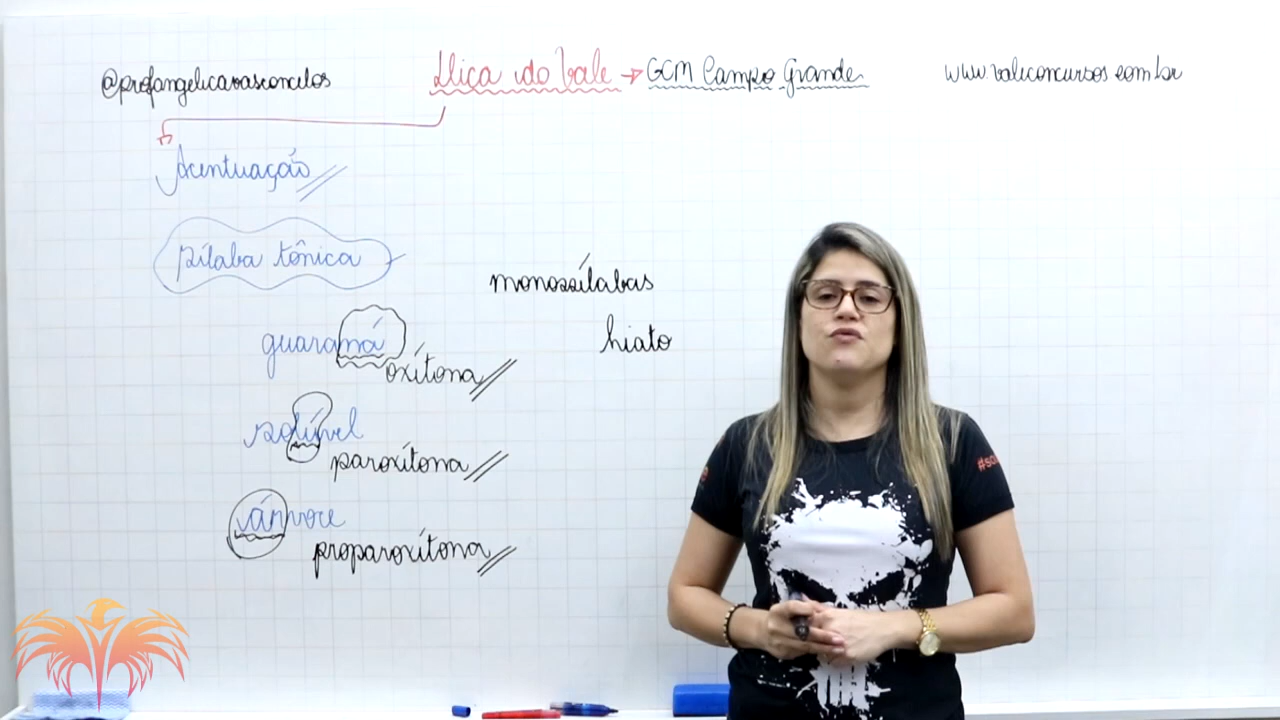 @profangelicavasconcelos
Dica do Vale → GCM Campo Grande
www.valeconcursos.com.br
Acentuação
sílaba tônica
monossílabas
guaraná
hiato
oxítona
solúvel
paroxítona
árvore
proparoxítona